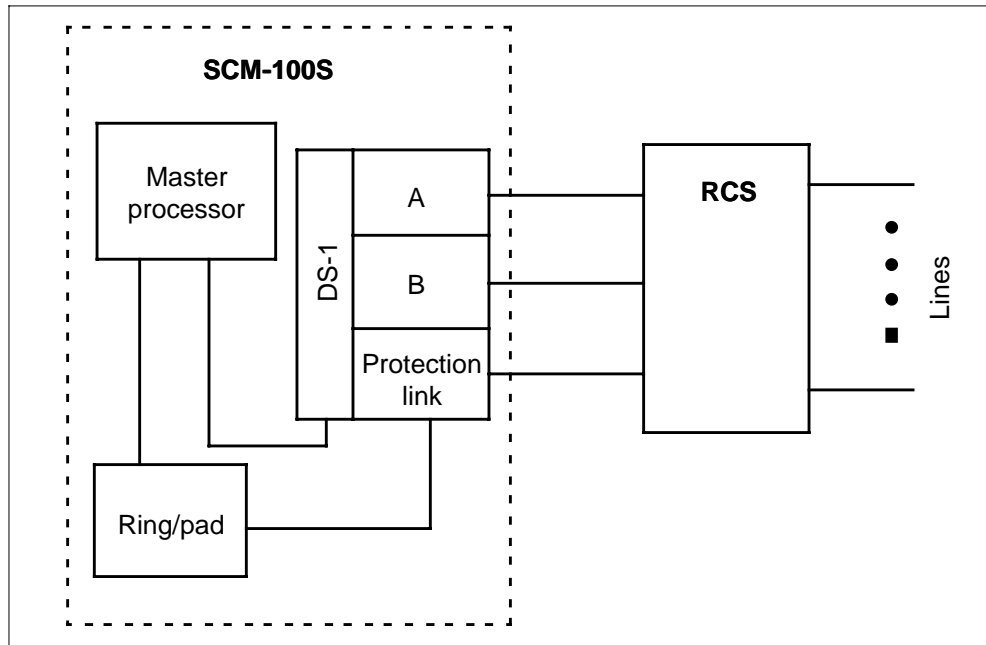 SCM-100S
Master
processor
DS-1
A
B
Protection
link
Ring/pad
RCS
Lines